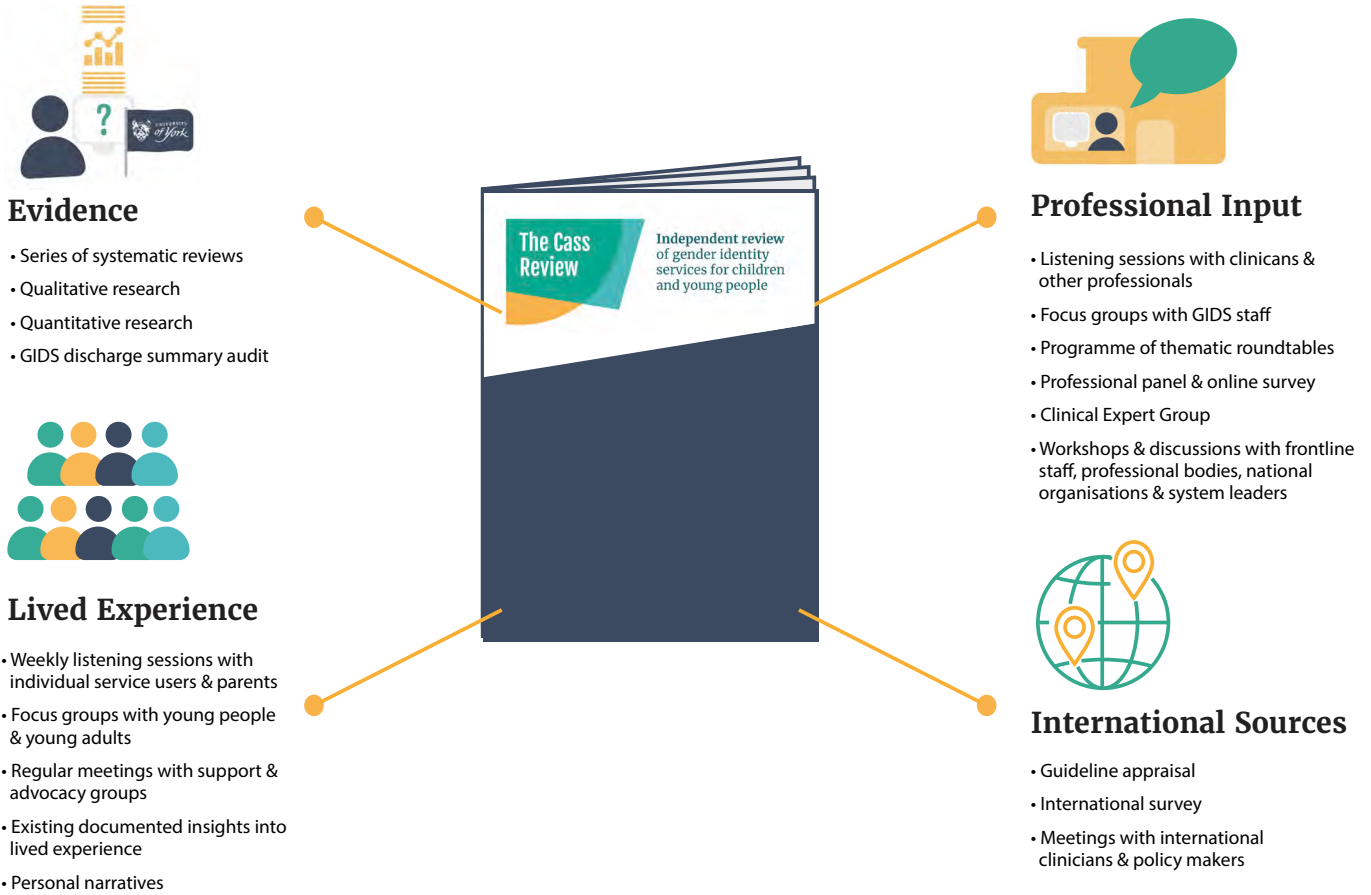 ?
UNIVERSITY
of York
Evidence
• Series of systematic reviews
• Qualitative research
• Quantitative research
• GIDS discharge summary audit
Lived Experience
• Weekly listening sessions with
individual service users & parents
• Focus groups with young people
& young adults
• Regular meetings with support &
advocacy groups
• Existing documented insights into
lived experience
• Personal narratives
The Cass
Review
Independent review
of gender identity
services for children
and young people
Professional Input
• Listening sessions with clinicans &
other professionals
• Focus groups with GIDS staff
• Programme of thematic roundtables
• Professional panel & online survey
• Clinical Expert Group
• Workshops & discussions with frontline
staff, professional bodies, national
organisations & system leaders
International Sources
• Guideline appraisal
• International survey
• Meetings with international
clinicians & policy makers